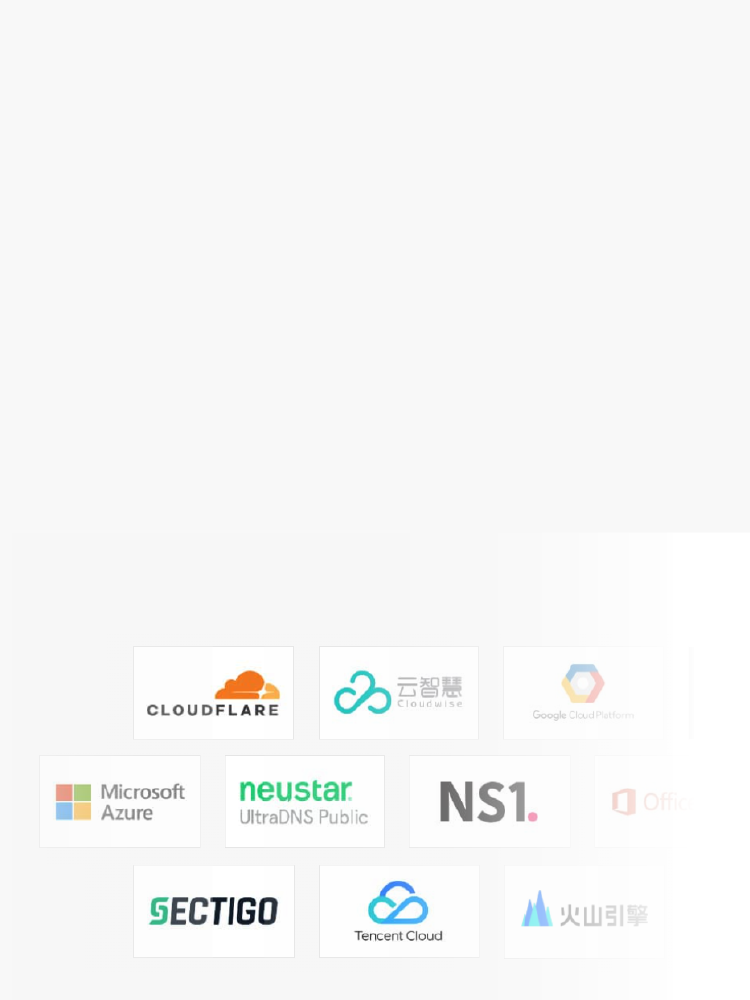 CLOUDFLARE
云智慧
Cloudwise
Google Cloud Platform
Microsoft
Azure
neustar
UltraDNS Public
NS1.
SECTIGO
Tencent Cloud
火山引擎